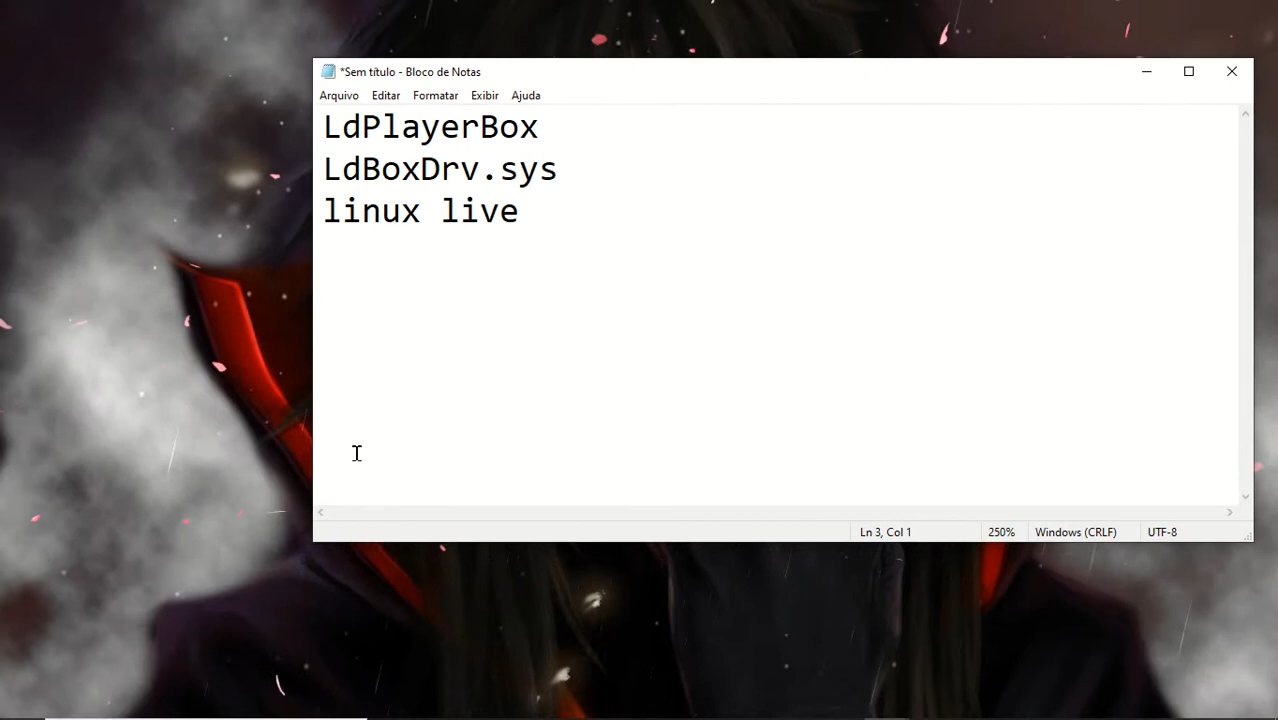 *Sem título - Bloco de Notas
Arquivo Editar Formatar Exibir Ajuda
LdPlayerBox
LdBoxDrv.sys
linux live
Ln 3, Col 1 250% Windows (CRLF) UTF-8